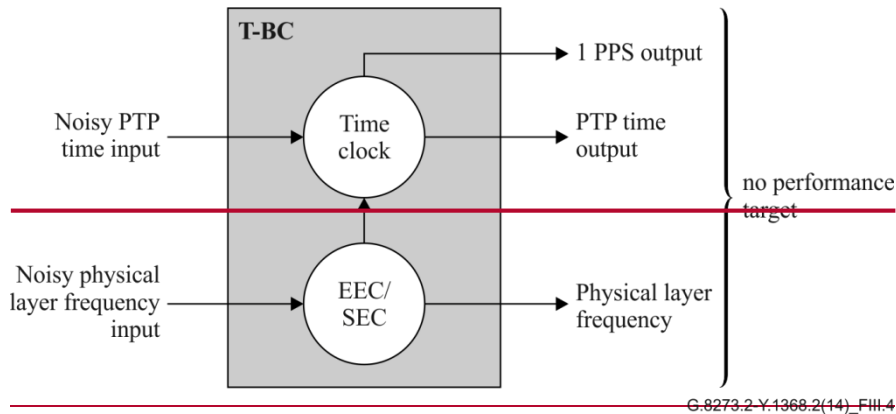 T-BC
1 PPS output
Noisy PTP
time input
Time
clock
PTP time
output
no performance
target
Noisy physical
layer frequency
input
EEC/
SEC
Physical layer
frequency
G.8273.2-Y.1368.2(14)_FIII.4